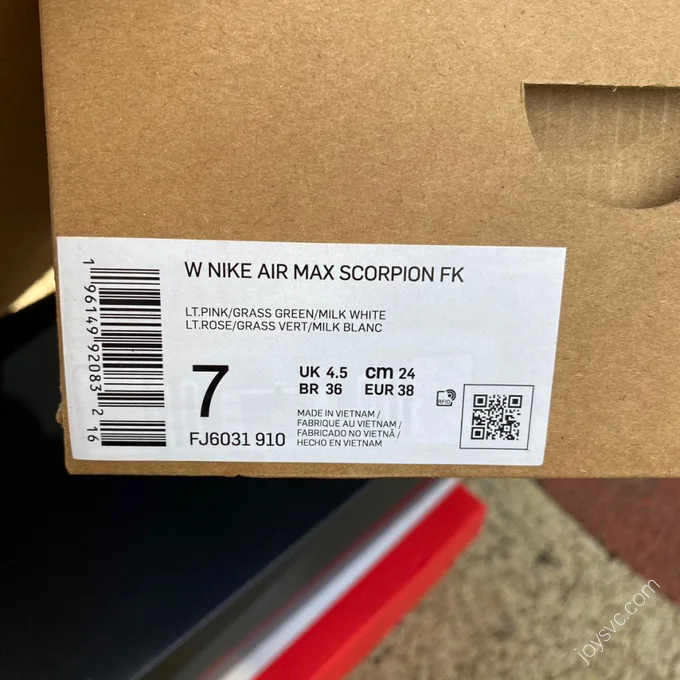 W NIKE AIR MAX SCORPION FK
LT.PINK/GRASS GREEN/MILK WHITE
LT.ROSE/GRASS VERT/MILK BLANC
7
UK 4.5 cm 24
BR 36 EUR 38
FJ6031 910
MADE IN VIETNAM /
FABRIQUE AU VIETNAM /
FABRICADO NO VIETNÃ /
HECHO EN VIETNAM
RFID
1 96149 92083 2 16
joysvc.com